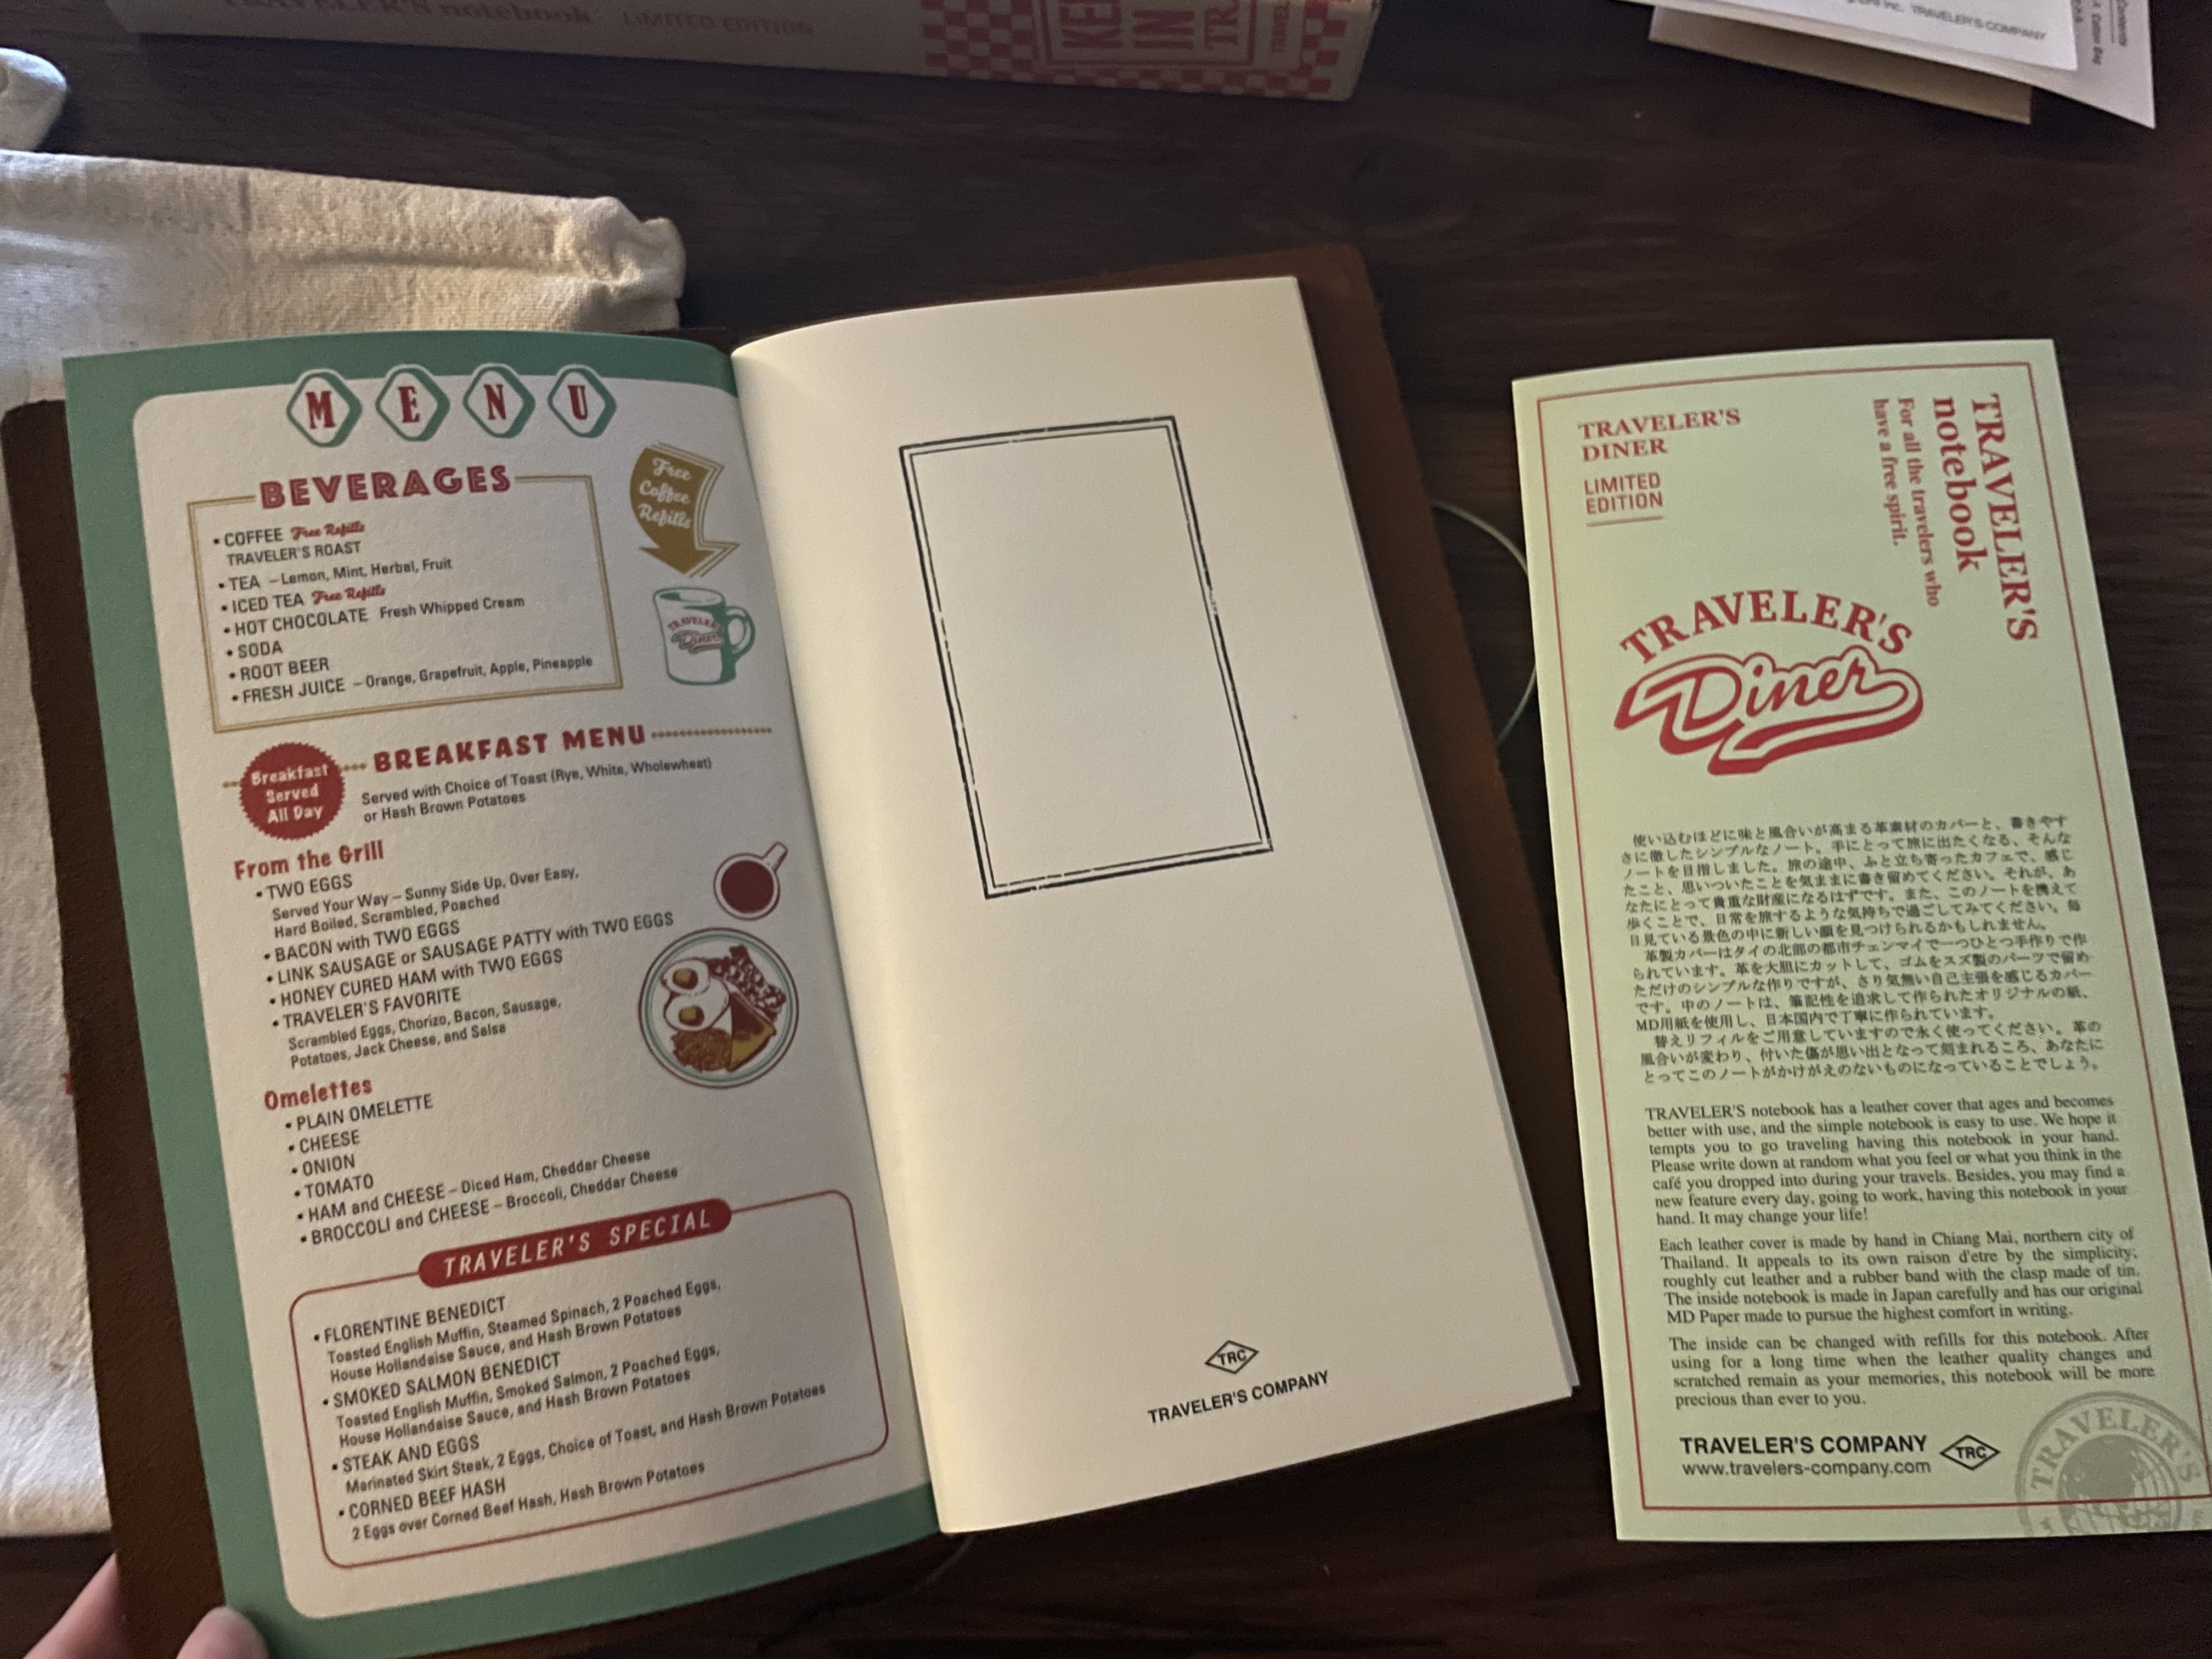 TRAVELER'S notebook LIMITED EDITION
KE
IN
TR
TRAVEL
Inc. TRAVELER'S COMPANY
Contents
Cotton Bag
MENU
BEVERAGES
• COFFEE Free Refills
TRAVELER'S ROAST
• TEA – Lemon, Mint, Herbal, Fruit
• ICED TEA Free Refills
• HOT CHOCOLATE Fresh Whipped Cream
• SODA
• ROOT BEER
• FRESH JUICE – Orange, Grapefruit, Apple, Pineapple
Free
Coffee
Refills
TRAVELER'S
Diner
Breakfast
Served
All Day
BREAKFAST MENU
Served with Choice of Toast (Rye, White, Wholewheat)
or Hash Brown Potatoes
From the Grill
• TWO EGGS
Served Your Way – Sunny Side Up, Over Easy,
Hard Boiled, Scrambled, Poached
• BACON with TWO EGGS
• LINK SAUSAGE or SAUSAGE PATTY with TWO EGGS
• HONEY CURED HAM with TWO EGGS
• TRAVELER'S FAVORITE
Scrambled Eggs, Chorizo, Bacon, Sausage,
Potatoes, Jack Cheese, and Salsa
Omelettes
• PLAIN OMELETTE
• CHEESE
• ONION
• TOMATO
• HAM and CHEESE – Diced Ham, Cheddar Cheese
• BROCCOLI and CHEESE – Broccoli, Cheddar Cheese
TRAVELER'S SPECIAL
• FLORENTINE BENEDICT
Toasted English Muffin, Steamed Spinach, 2 Poached Eggs,
House Hollandaise Sauce, and Hash Brown Potatoes
• SMOKED SALMON BENEDICT
Toasted English Muffin, Smoked Salmon, 2 Poached Eggs,
House Hollandaise Sauce, and Hash Brown Potatoes
• STEAK AND EGGS
Marinated Skirt Steak, 2 Eggs, Choice of Toast, and Hash Brown Potatoes
• CORNED BEEF HASH
2 Eggs over Corned Beef Hash, Hash Brown Potatoes
TRC
TRAVELER'S COMPANY
TRAVELER'S
DINER
LIMITED
EDITION
TRAVELER'S
notebook
For all the travelers who
have a free spirit.
TRAVELER'S
Diner
使い込むほどに味と風合いが高まる革素材のカバーと、書きやす
さに徹したシンプルなノート。手にとって旅に出たくなる、そんな
ノートを目指しました。旅の途中、ふと立ち寄ったカフェで、感じ
たこと、思いついたことを気ままに書き留めてください。それが、あ
なたにとって貴重な財産になるはずです。また、このノートを携えて
歩くことで、日常を旅するような気持ちで過ごしてみてください。毎
日見ている景色の中に新しい顔を見つけられるかもしれません。
革製カバーはタイの北部の都市チェンマイで一つひとつ手作りで作
られています。革を大胆にカットして、ゴムをスズ製のパーツで留め
ただけのシンプルな作りですが、さり気無い自己主張を感じるカバー
です。中のノートは、筆記性を追求して作られたオリジナルの紙、
MD用紙を使用し、日本国内で丁寧に作られています。
替えリフィルをご用意していますので永く使ってください。革の
風合いが変わり、付いた傷が思い出となって刻まれるころ、あなたに
とってこのノートがかけがえのないものになっていることでしょう。
TRAVELER'S notebook has a leather cover that ages and becomes
better with use, and the simple notebook is easy to use. We hope it
tempts you to go traveling having this notebook in your hand.
Please write down at random what you feel or what you think in the
café you dropped into during your travels. Besides, you may find a
new feature every day, going to work, having this notebook in your
hand. It may change your life!
Each leather cover is made by hand in Chiang Mai, northern city of
Thailand. It appeals to its own raison d'etre by the simplicity;
roughly cut leather and a rubber band with the clasp made of tin.
The inside notebook is made in Japan carefully and has our original
MD Paper made to pursue the highest comfort in writing.
The inside can be changed with refills for this notebook. After
using for a long time when the leather quality changes and
scratched remain as your memories, this notebook will be more
precious than ever to you.
TRAVELER'S COMPANY TRC
www.travelers-company.com
TRAVELER'S